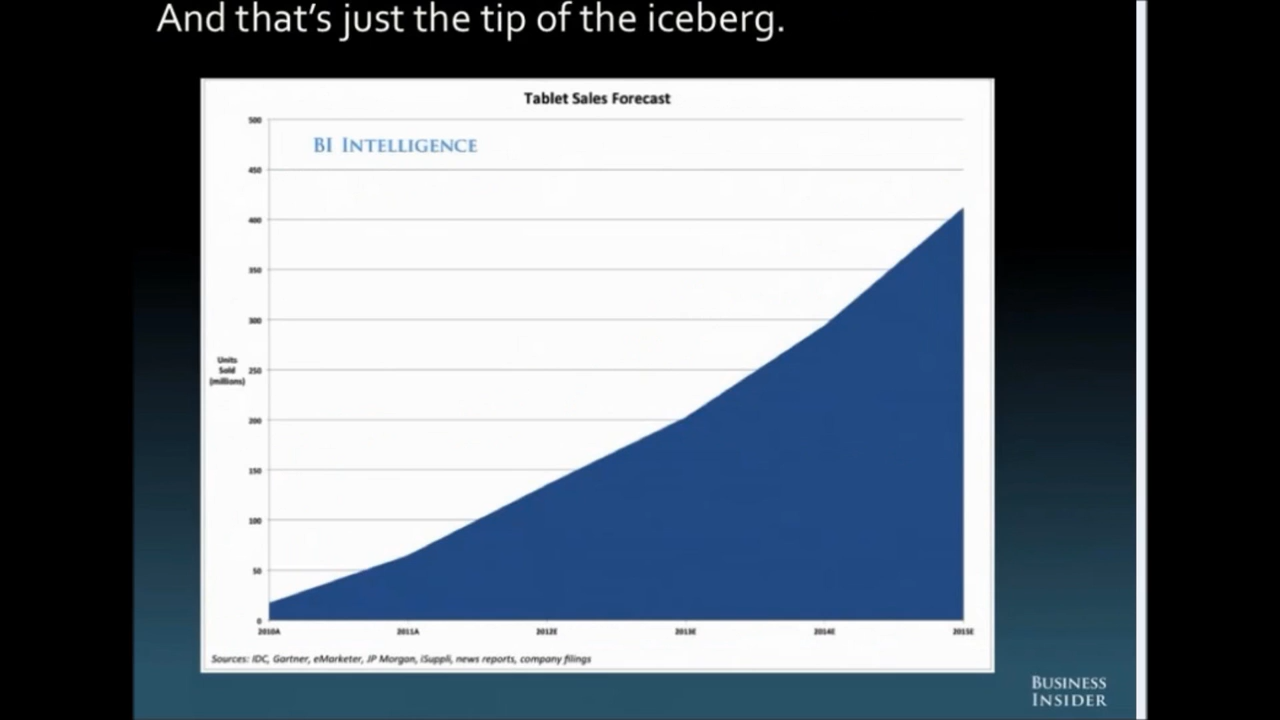 And that's just the tip of the iceberg.
Tablet Sales Forecast
BI INTELLIGENCE
500
450
400
350
300
250
200
150
100
50
0
Units
Sold
(millions)
2010A 2011A 2012E 2013E 2014E 2015E
Sources: IDC, Gartner, eMarketer, JP Morgan, iSuppli, news reports, company filings
BUSINESS
INSIDER